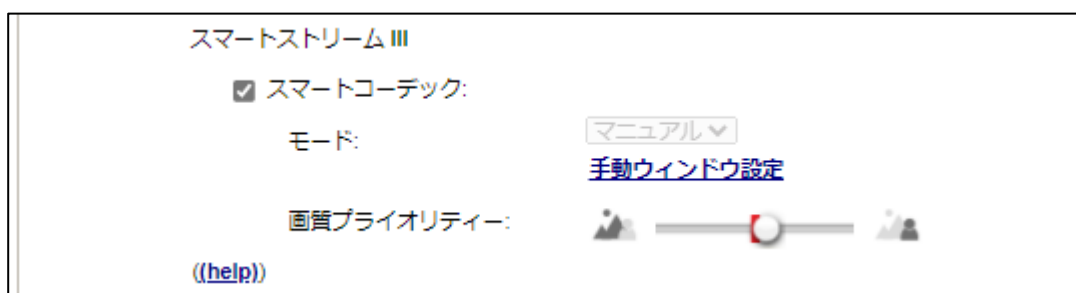 スマートストリーム III
スマートコーデック:
モード:
マニュアル
手動ウィンドウ設定
画質プライオリティー:
((help))